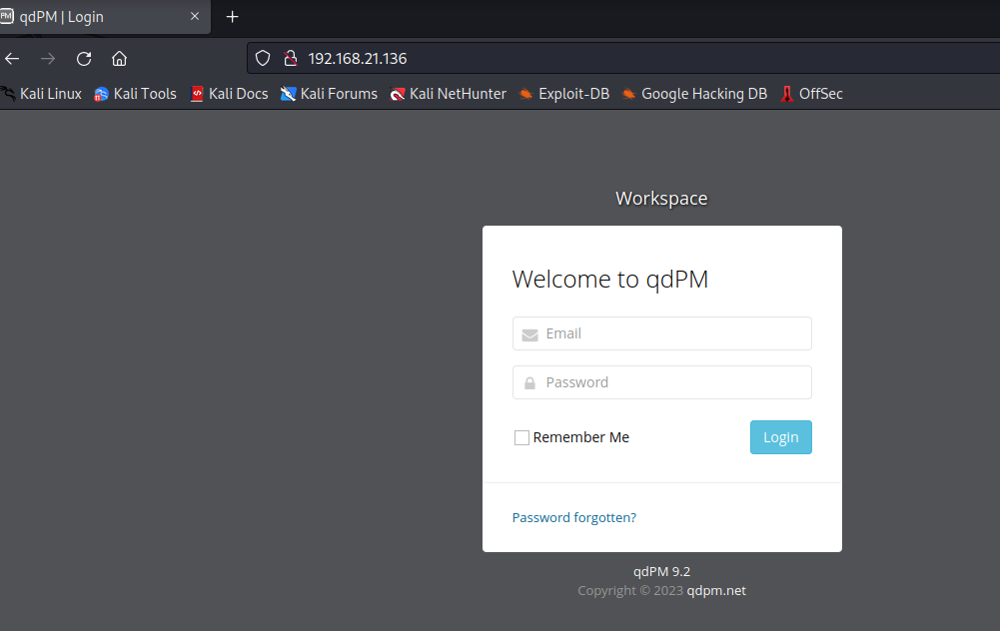 PM qdPM | Login
192.168.21.136
Kali Linux Kali Tools Kali Docs Kali Forums Kali NetHunter Exploit-DB Google Hacking DB OffSec
Workspace
Welcome to qdPM
Email
Password
Remember Me Login
Password forgotten?
qdPM 9.2
Copyright © 2023 qdpm.net